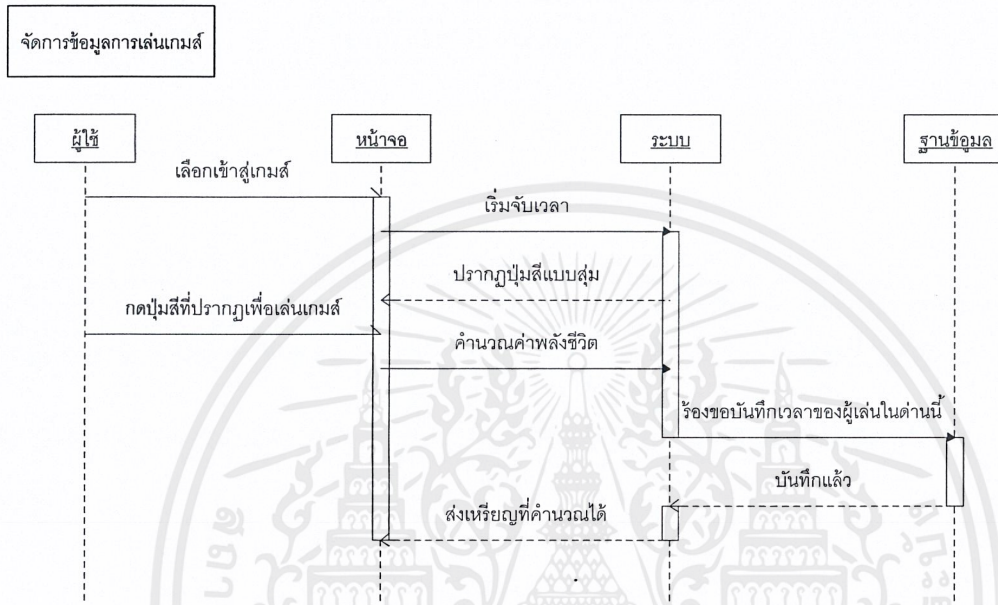 จัดการข้อมูลการเล่นเกมส์
ผู้ใช้
หน้าจอ
ระบบ
ฐานข้อมูล
เลือกเข้าสู่เกมส์
เริ่มจับเวลา
ปรากฏปุ่มสีแบบสุ่ม
กดปุ่มสีที่ปรากฏเพื่อเล่นเกมส์
คำนวณค่าพลังชีวิต
ร้องขอบันทึกเวลาของผู้เล่นในด่านนี้
บันทึกแล้ว
ส่งเหรียญที่คำนวณได้